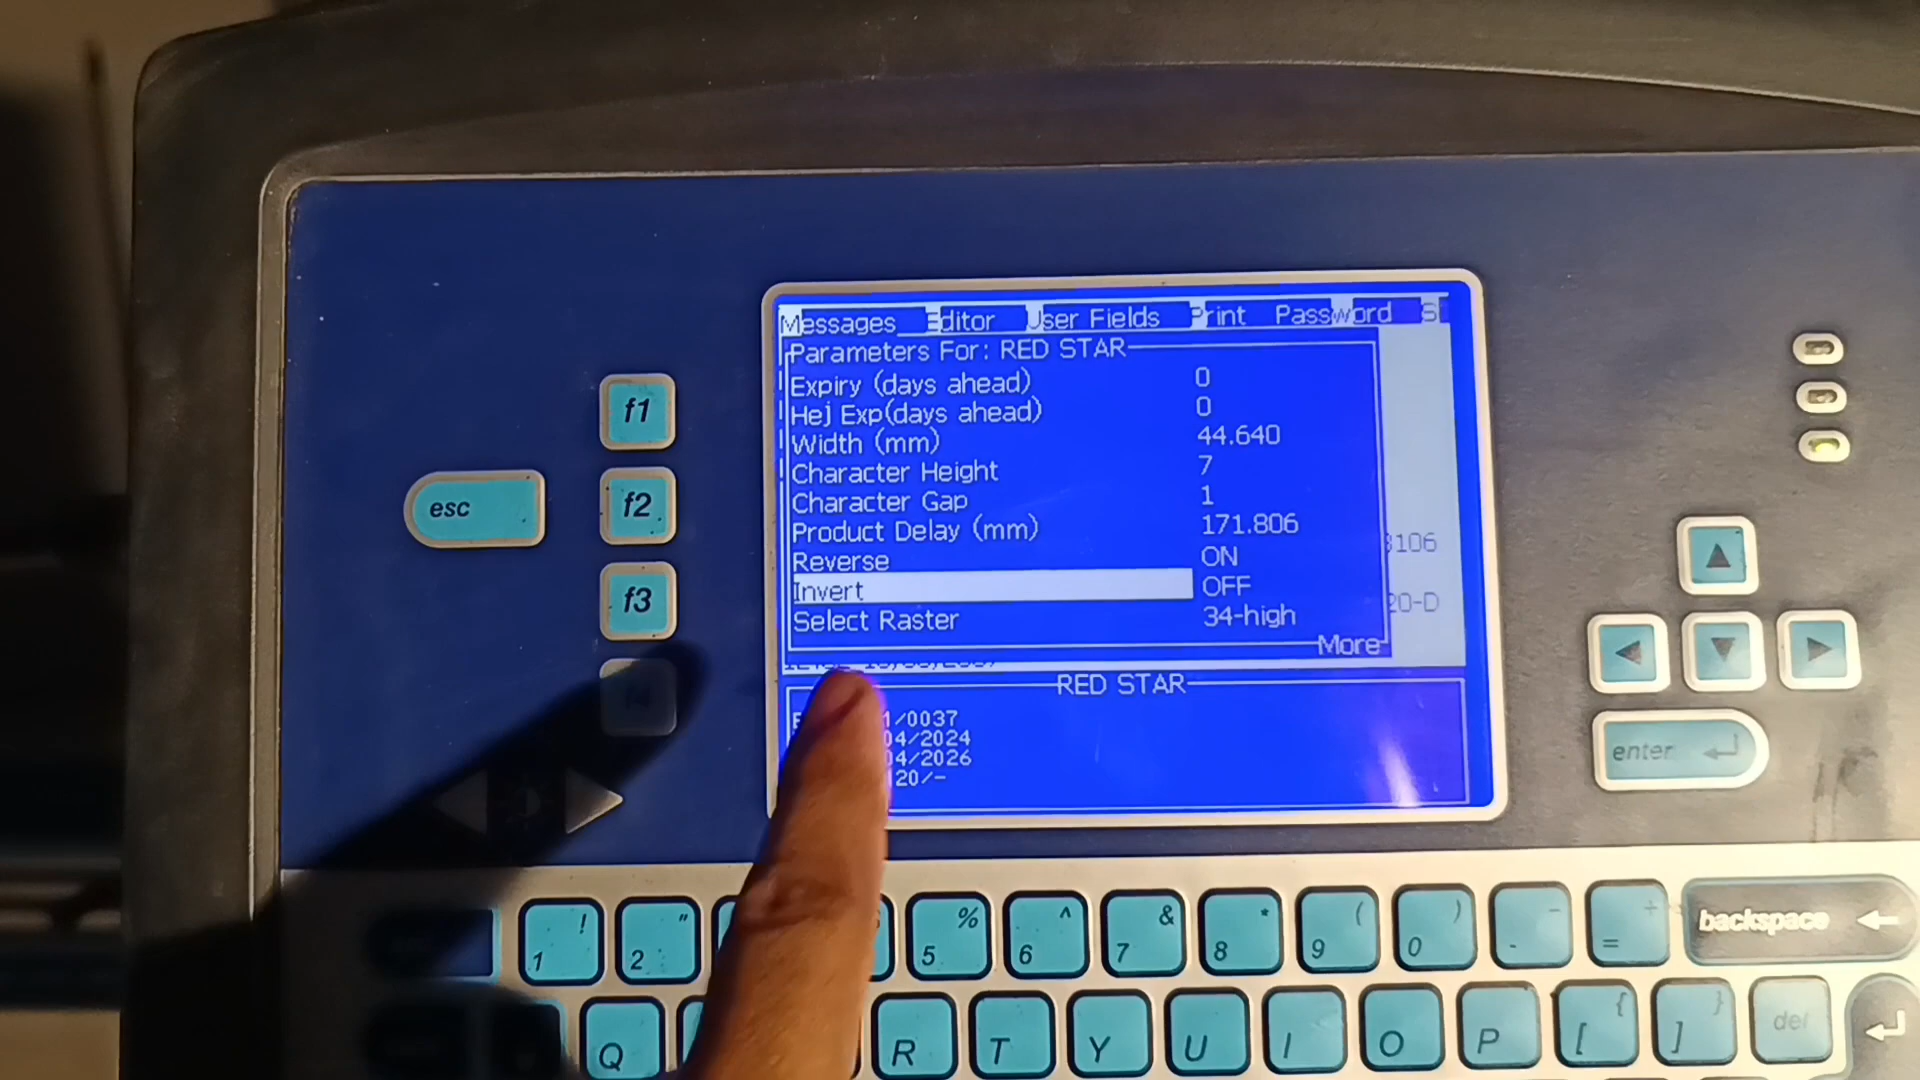 Messages Editor User Fields Print Password
Parameters For: RED STAR
Expiry (days ahead) 0
Hej Exp(days ahead) 0
Width (mm) 44.640
Character Height 7
Character Gap 1
Product Delay (mm) 171.806
Reverse ON
Invert OFF
Select Raster 34-high
More
RED STAR
1/0037
04/2024
04/2026
120/-
3106
20-D
f1
f2
f3
esc
enter
! 1
" 2
% 5
^ 6
& 7
* 8
( 9
) 0
- -
+ =
backspace
Q R T Y U I O P
{ [
} ]
del